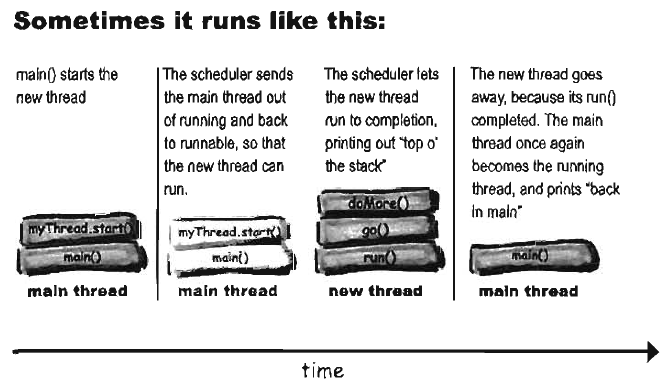 Sometimes it runs like this:
main() starts the
new thread
The scheduler sends
the main thread out
of running and back
to runnable, so that
the new thread can
run.
The scheduler lets
the new thread
run to completion,
printing out "top o'
the stack"
The new thread goes
away, because its run()
completed. The main
thread once again
becomes the running
thread, and prints "back
in main"
myThread.start()
main()
main thread
myThread.start()
main()
main thread
doMore()
go()
run()
new thread
main()
main thread
time